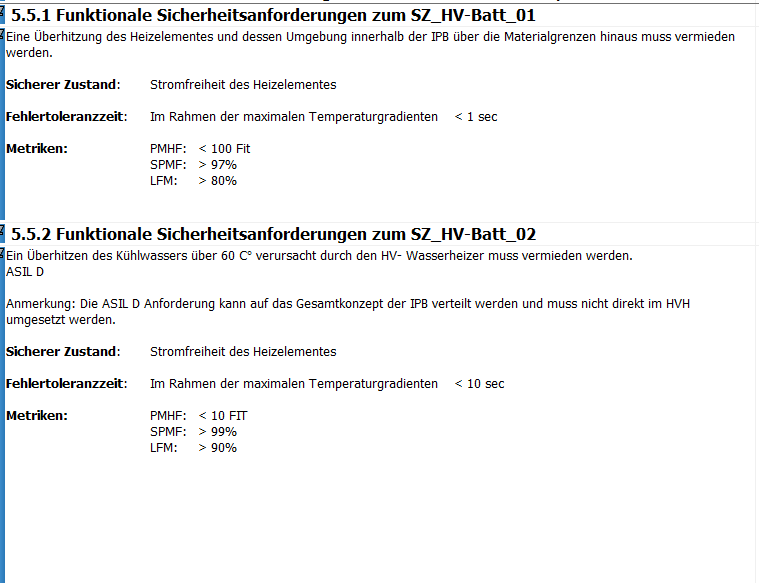 5.5.1 Funktionale Sicherheitsanforderungen zum SZ_HV-Batt_01
Eine Überhitzung des Heizelementes und dessen Umgebung innerhalb der IPB über die Materialgrenzen hinaus muss vermieden
werden.
Sicherer Zustand: Stromfreiheit des Heizelementes
Fehlertoleranzzeit: Im Rahmen der maximalen Temperaturgradienten < 1 sec
Metriken: PMHF: < 100 Fit
SPMF: > 97%
LFM: > 80%
5.5.2 Funktionale Sicherheitsanforderungen zum SZ_HV-Batt_02
Ein Überhitzen des Kühlwassers über 60 C° verursacht durch den HV- Wasserheizer muss vermieden werden.
ASIL D
Anmerkung: Die ASIL D Anforderung kann auf das Gesamtkonzept der IPB verteilt werden und muss nicht direkt im HVH
umgesetzt werden.
Sicherer Zustand: Stromfreiheit des Heizelementes
Fehlertoleranzzeit: Im Rahmen der maximalen Temperaturgradienten < 10 sec
Metriken: PMHF: < 10 FIT
SPMF: > 99%
LFM: > 90%